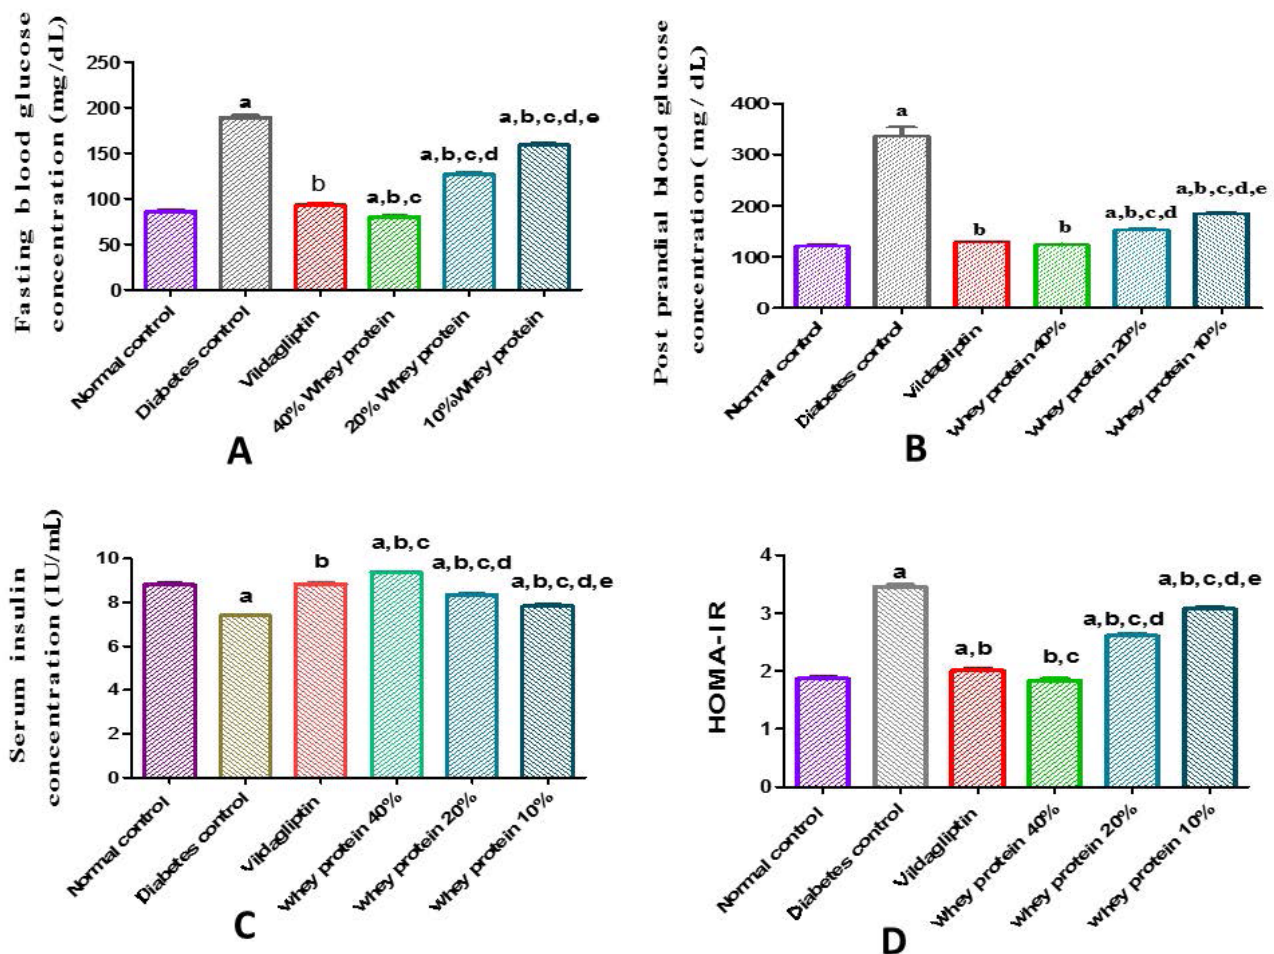 Fasting blood glucose
concentration (mg/dL)
250
200
150
100
50
0
a
b
a,b,c
a,b,c,d
a,b,c,d,e
Normal control
Diabetes control
Vildagliptin
40% Whey protein
20% Whey protein
10%Whey protein
A
Post prandial blood glucose
concentration ( mg / dL)
400
300
200
100
0
a
b
b
a,b,c,d
a,b,c,d,e
Normal control
Diabetes control
Vildagliptin
whey protein 40%
whey protein 20%
whey protein 10%
B
Serum insulin
concentration (IU/mL)
10
8
6
4
2
0
a
b
a,b,c
a,b,c,d
a,b,c,d,e
Normal control
Diabetes control
Vildagliptin
whey protein 40%
whey protein 20%
whey protein 10%
C
HOMA-IR
4
3
2
1
0
a
a,b
b,c
a,b,c,d
a,b,c,d,e
Normal control
Diabetes control
Vildagliptin
Whey protein 40%
whey protein 20%
whey protein 10%
D